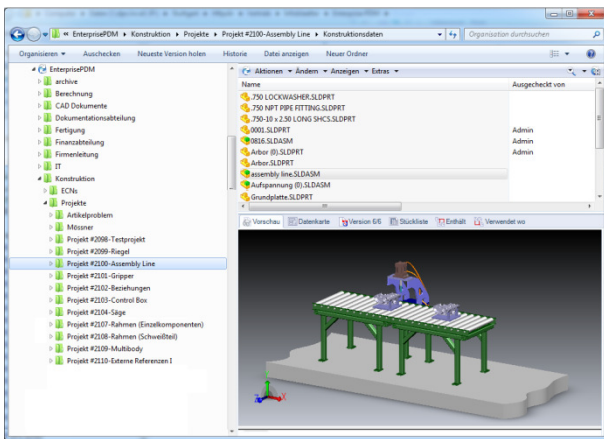 « EnterprisePDM ▸ Konstruktion ▸ Projekte ▸ Projekt #2100-Assembly Line ▸ Konstruktionsdaten
Organisation durchsuchen
Organisieren Auschecken Neueste Version holen Historie Datei anzeigen Neuer Ordner
EnterprisePDM
archive
Berechnung
CAD Dokumente
Dokumentationsabteilung
Fertigung
Finanzabteilung
Firmenleitung
IT
Konstruktion
ECNs
Projekte
Artikelproblem
Mössner
Projekt #2098-Testprojekt
Projekt #2099-Riegel
Projekt #2100-Assembly Line
Projekt #2101-Gripper
Projekt #2102-Beziehungen
Projekt #2103-Control Box
Projekt #2104-Säge
Projekt #2107-Rahmen (Einzelkomponenten)
Projekt #2108-Rahmen (Schweißteil)
Projekt #2109-Multibody
Projekt #2110-Externe Referenzen I
Aktionen Ändern Anzeigen Extras
Name Ausgecheckt von
.750 LOCKWASHER.SLDPRT
.750 NPT PIPE FITTING.SLDPRT
.750-10 x 2.50 LONG SHCS.SLDPRT
0001.SLDPRT Admin
0816.SLDASM Admin
Arbor (0).SLDPRT Admin
Arbor.SLDPRT
assembly line.SLDASM
Aufspannung (0).SLDASM
Grundplatte.SLDPRT
Vorschau Datenkarte Version 6/6 Stückliste Enthält Verwendet wo